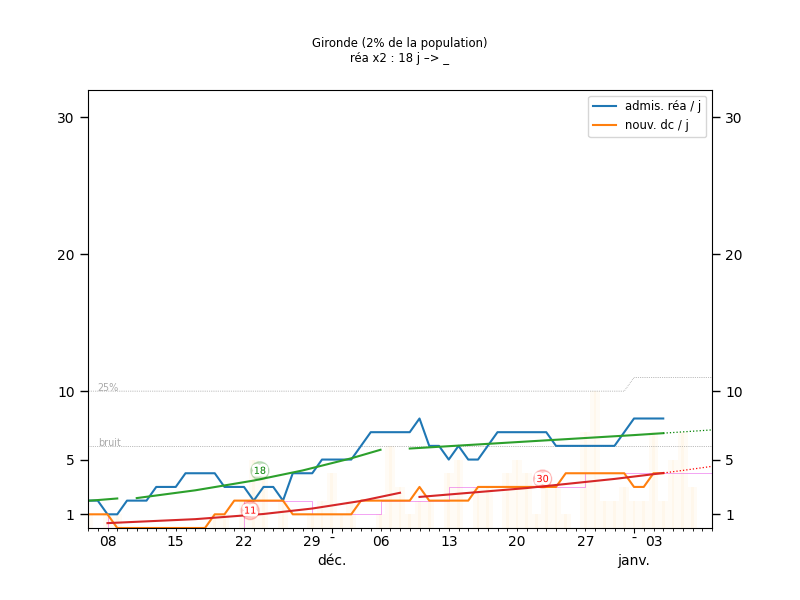 Gironde (2% de la population)
réa x2 : 18 j –> _
admis. réa / j
nouv. dc / j
30
30
20
20
10
10
25%
bruit
5
5
18
30
11
1
1
08 15 22 29 - 06 13 20 27 - 03
déc. janv.